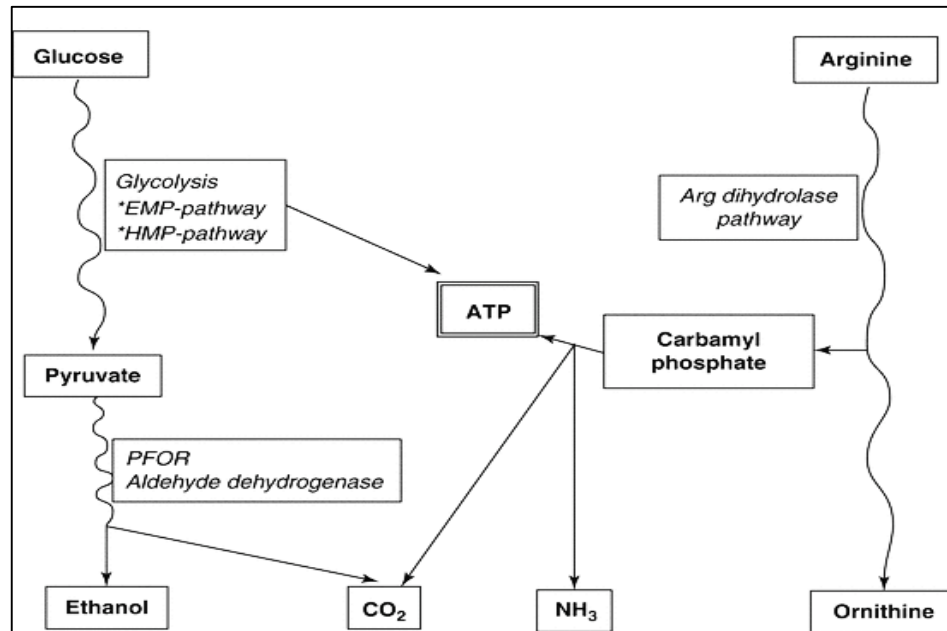 Glucose
Arginine
Glycolysis
*EMP-pathway
*HMP-pathway
Arg dihydrolase
pathway
ATP
Carbamyl
phosphate
Pyruvate
PFOR
Aldehyde dehydrogenase
Ethanol
CO₂
NH₃
Ornithine